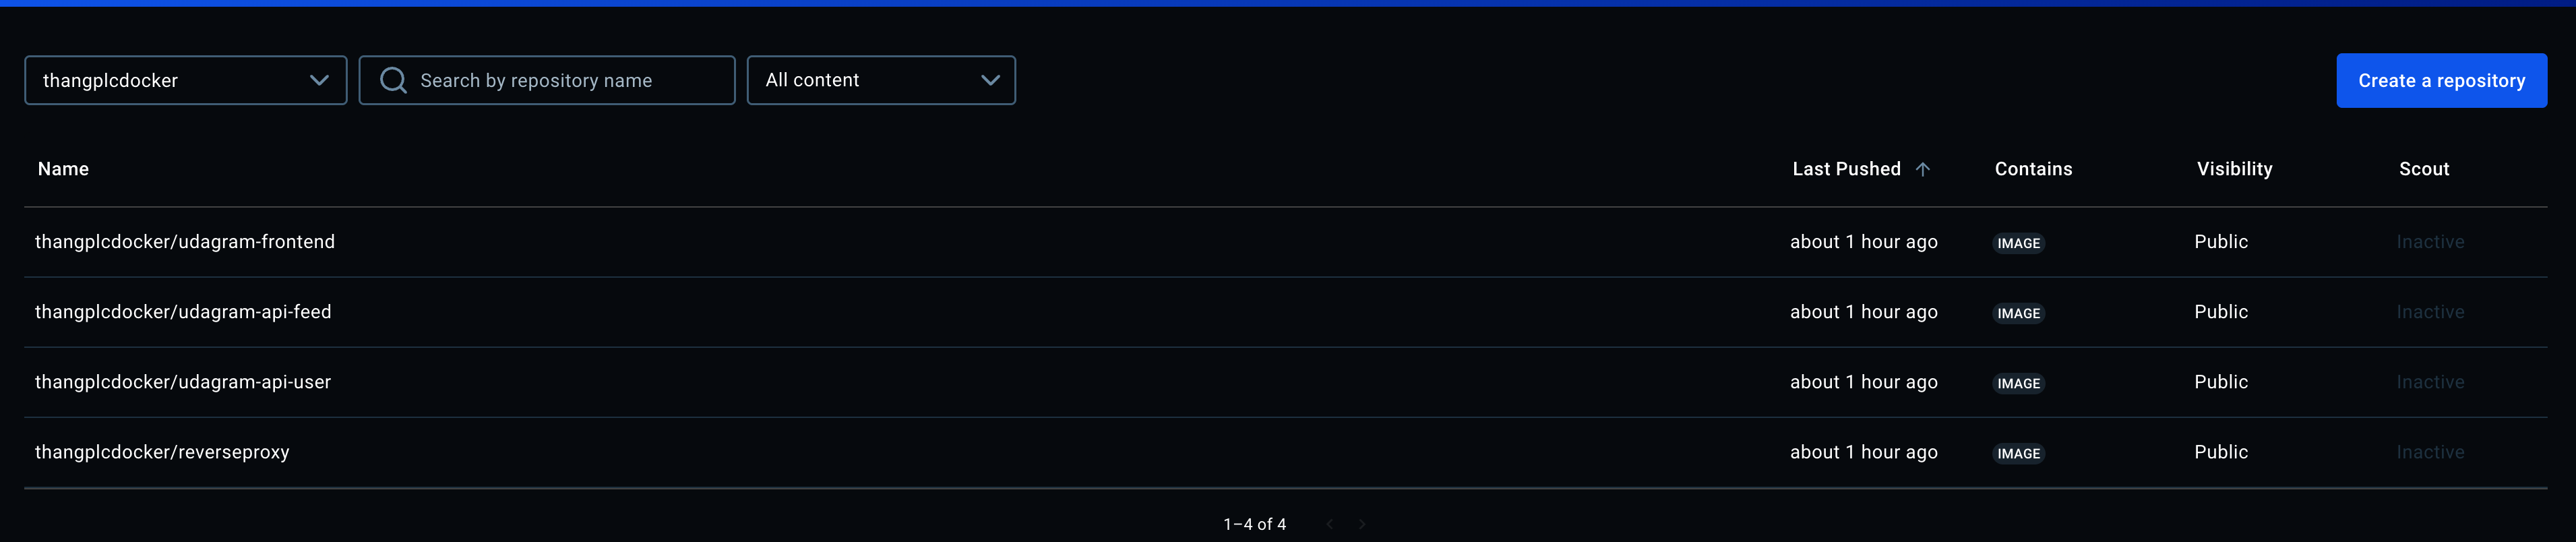 thangplcdocker Search by repository name All content Create a repository
Name Last Pushed Contains Visibility Scout
thangplcdocker/udagram-frontend about 1 hour ago IMAGE Public Inactive
thangplcdocker/udagram-api-feed about 1 hour ago IMAGE Public Inactive
thangplcdocker/udagram-api-user about 1 hour ago IMAGE Public Inactive
thangplcdocker/reverseproxy about 1 hour ago IMAGE Public Inactive
1–4 of 4